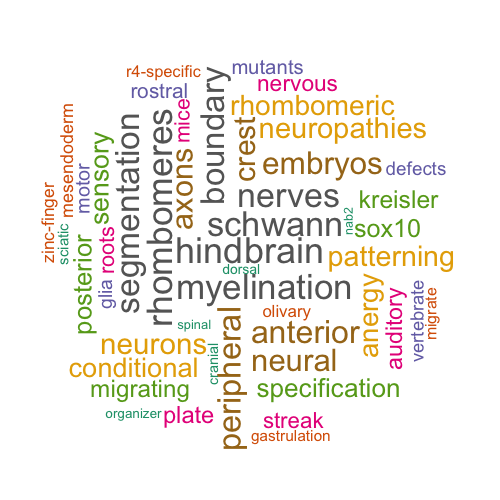 r4-specific
mutants
rostral
nervous
boundary
mice
crest
rhombomeric
neuropathies
mesendoderm
zinc-finger
sciatic
motor
sensory
segmentation
rhombomeres
axons
embryos
defects
nerves
kreisler
schwann
nab2
sox10
posterior
glia
roots
hindbrain
patterning
dorsal
myelination
anergy
auditory
vertebrate
migrate
olivary
spinal
peripheral
anterior
neurons
cranial
neural
conditional
migrating
specification
organizer
plate
streak
gastrulation